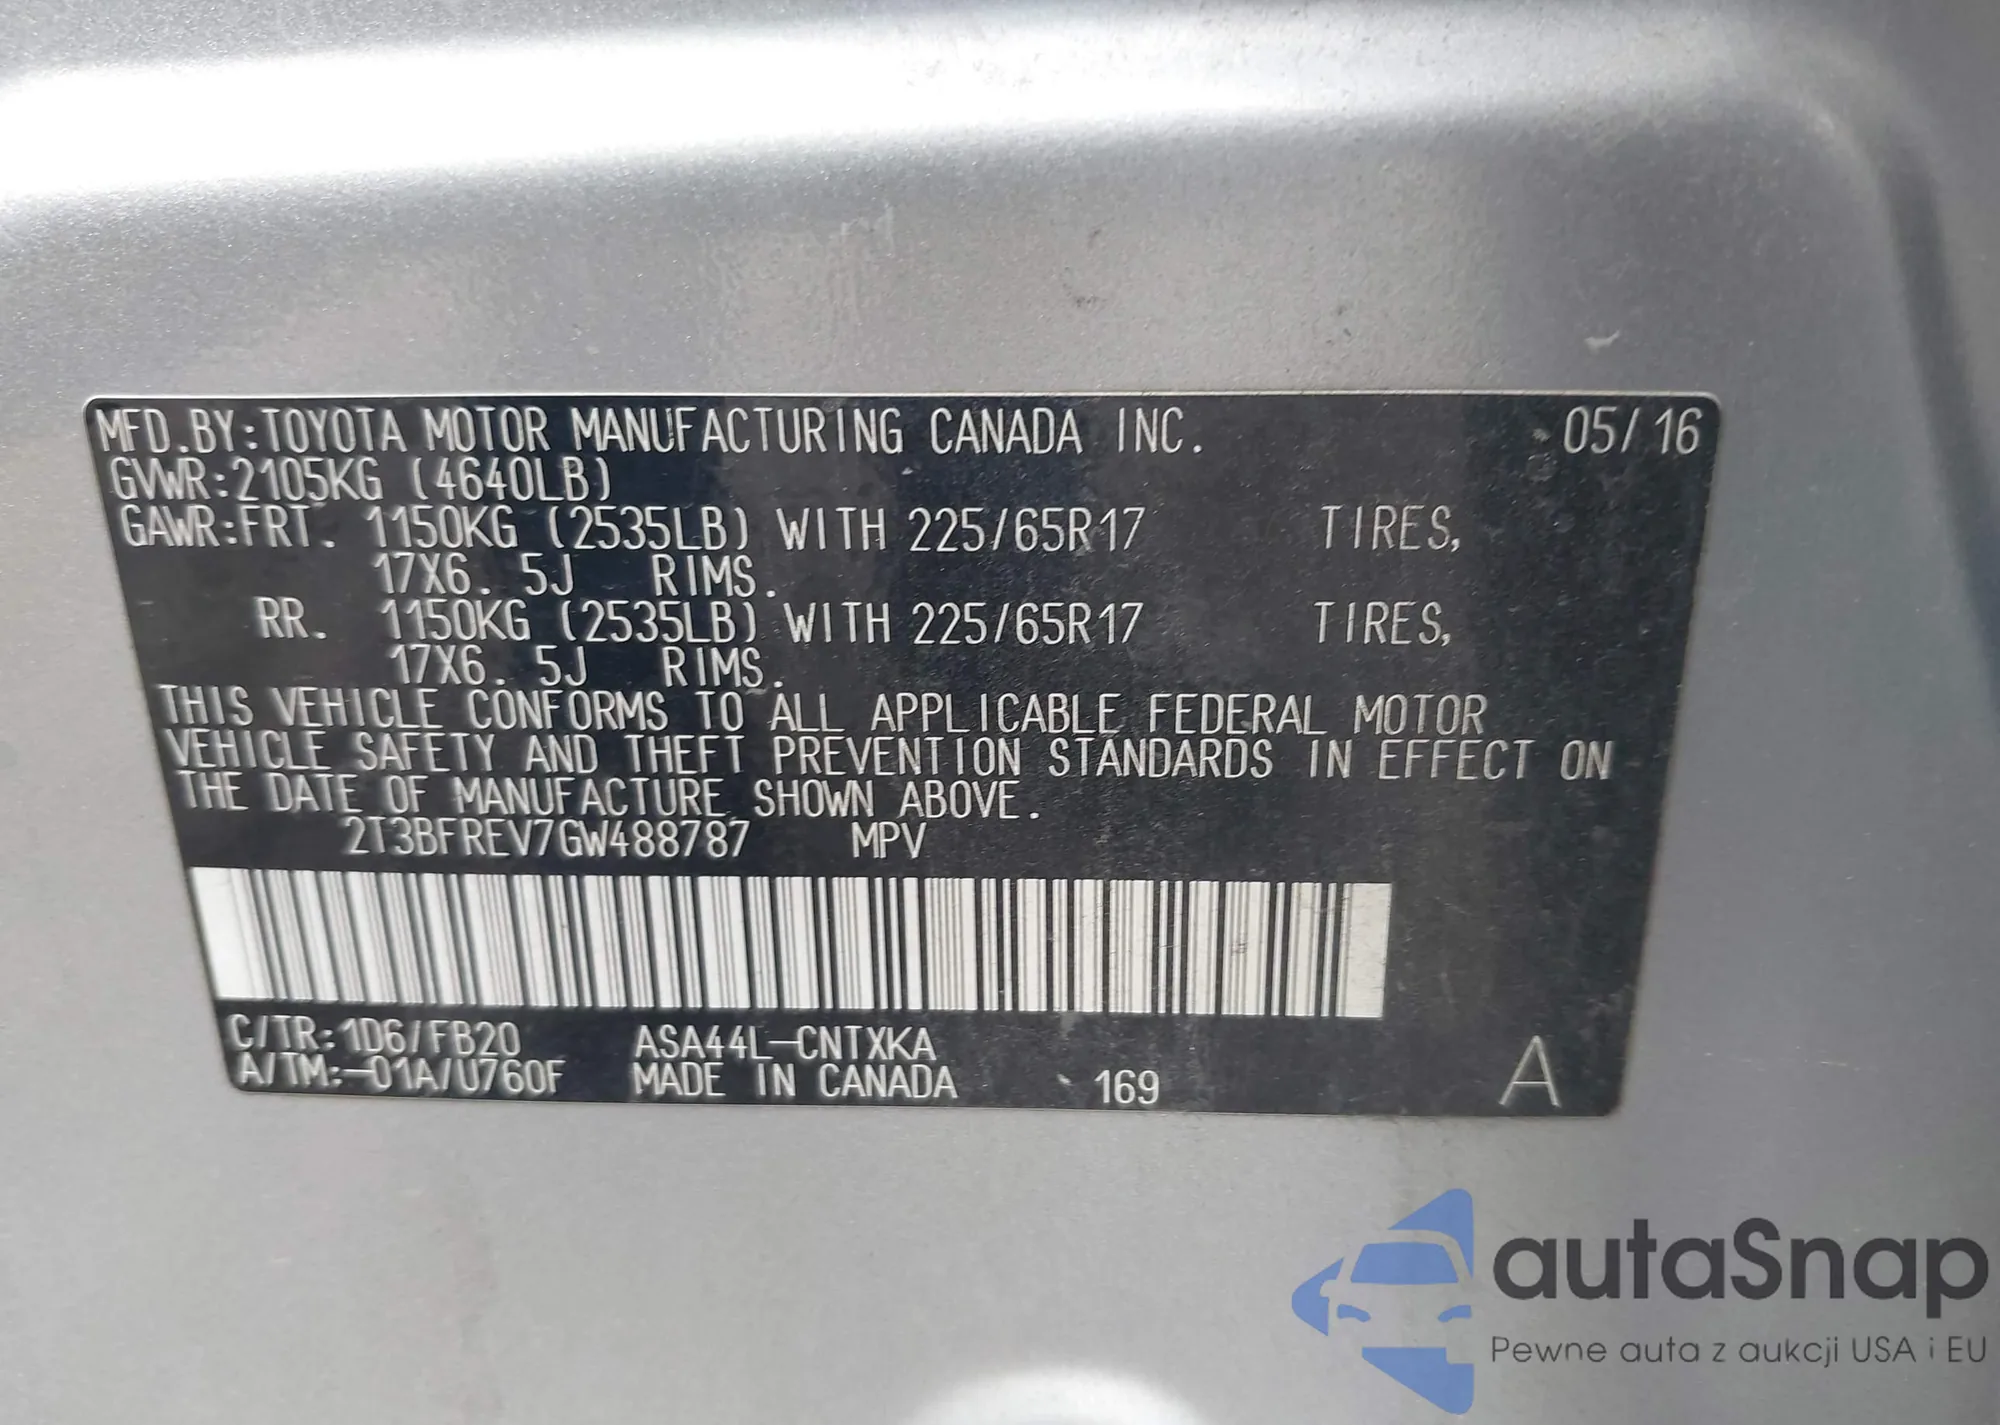 MFD.BY:TOYOTA MOTOR MANUFACTURING CANADA INC. 05/16
GVWR:2105KG (4640LB)
GAWR:FRT. 1150KG (2535LB) WITH 225/65R17 TIRES,
17X6.5J RIMS.
RR. 1150KG (2535LB) WITH 225/65R17 TIRES,
17X6.5J RIMS.
THIS VEHICLE CONFORMS TO ALL APPLICABLE FEDERAL MOTOR
VEHICLE SAFETY AND THEFT PREVENTION STANDARDS IN EFFECT ON
THE DATE OF MANUFACTURE SHOWN ABOVE.
2T3BFREV7GW488787 MPV
C/TR:1D6/FB20 ASA44L-CNTXKA
A/TM:-01A/U760F MADE IN CANADA 169 A
autaSnap
Pewne auta z aukcji USA i EU